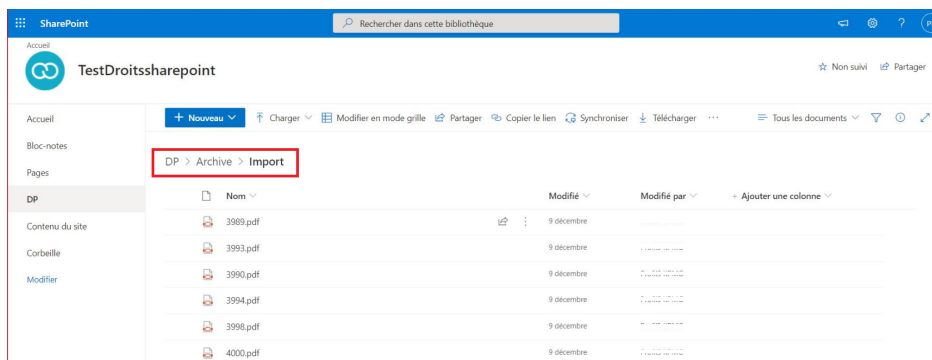 SharePoint
Rechercher dans cette bibliothèque
?
Accueil
TestDroitssharepoint
Non suivi
Partager
Accueil
+ Nouveau
Charger
Modifier en mode grille
Partager
Copier le lien
Synchroniser
Télécharger
...
Tous les documents
Bloc-notes
Pages
DP > Archive > Import
DP
Nom
Modifié
Modifié par
+ Ajouter une colonne
3989.pdf
9 décembre
Contenu du site
3993.pdf
9 décembre
Corbeille
3990.pdf
9 décembre
Modifier
3994.pdf
9 décembre
3998.pdf
9 décembre
4000.pdf
9 décembre